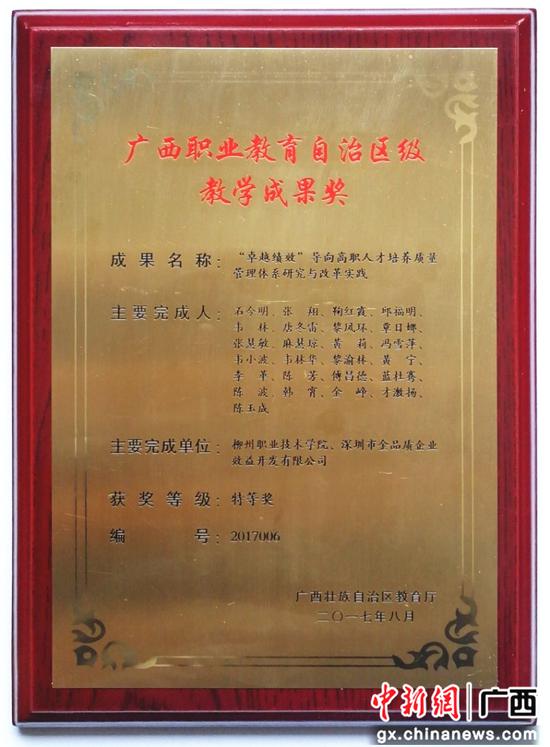 广西职业教育自治区级
教学成果奖
成果名称：“卓越绩效”导向高职人才培养质量
管理体系研究与改革实践
主要完成人：石令明、张 翔、鞠红霞、邱福明、
韦 林、唐冬雷、黎凤环、覃日娜、
张慧敏、麻慧琼、黄 莉、冯雪萍、
韦小波、韦林华、黎渝林、黄 宁、
李 革、陈 芳、傅昌德、蓝杜骞、
陈 波、韩 宵、余 峰、才溦扬、
陈玉成
主要完成单位：柳州职业技术学院、深圳市全品质企业
效益开发有限公司
获奖等级：特等奖
编 号：2017006
广西壮族自治区教育厅
二〇一七年八月
中新网 广西
gx.chinanews.com